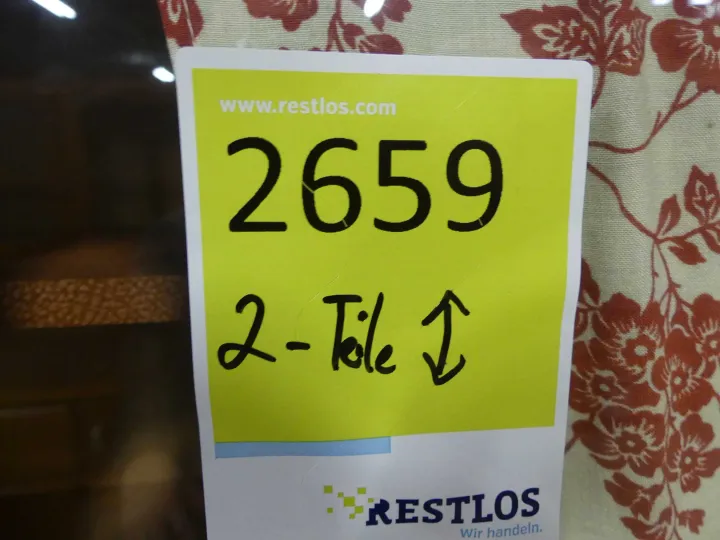 www.restlos.com
2659
2-Teile ↕
RESTLOS
Wir handeln.